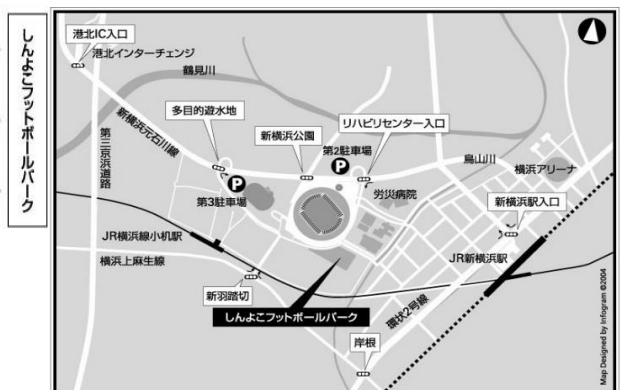 しんよこフットボールパーク
港北IC入口
港北インターチェンジ
鶴見川
多目的遊水地
新横浜元石川線
新横浜公園
リハビリセンター入口
第2駐車場
P
鳥山川
横浜アリーナ
第三京浜道路
P
第3駐車場
労災病院
新横浜駅入口
JR横浜線小机駅
横浜上麻生線
JR新横浜駅
新羽踏切
しんよこフットボールパーク
環状2号線
岸根
Map Designed by Infogram ©2004